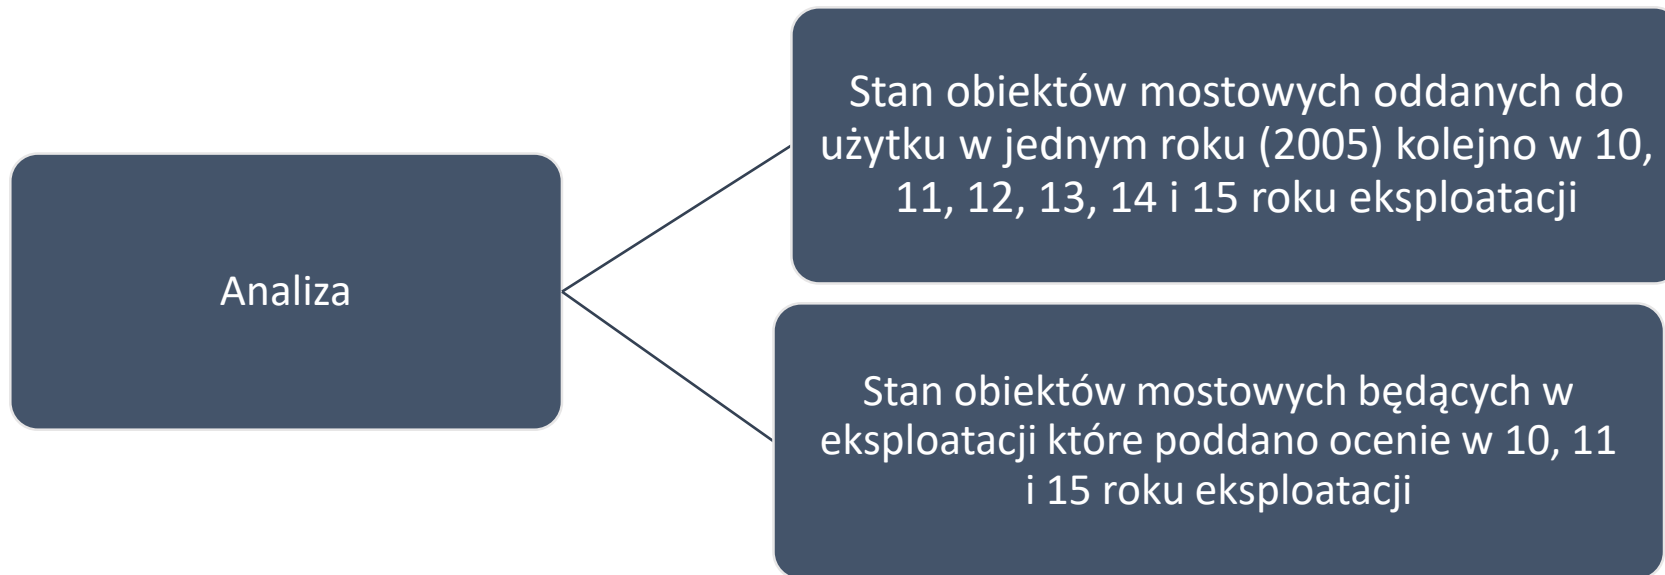 Analiza
Stan obiektów mostowych oddanych do
użytku w jednym roku (2005) kolejno w 10,
11, 12, 13, 14 i 15 roku eksploatacji
Stan obiektów mostowych będących w
eksploatacji które poddano ocenie w 10, 11
i 15 roku eksploatacji